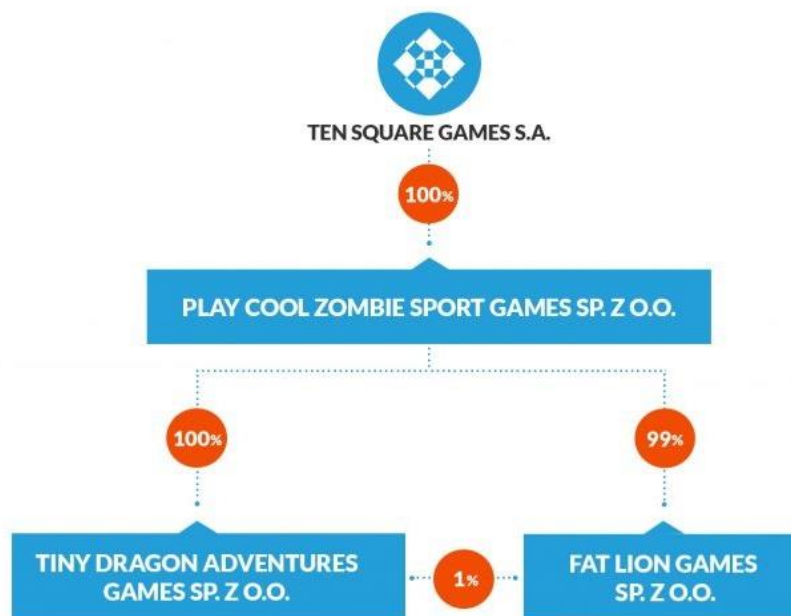 TEN SQUARE GAMES S.A.
100%
PLAY COOL ZOMBIE SPORT GAMES SP. Z O.O.
100%
99%
TINY DRAGON ADVENTURES
GAMES SP. Z O.O.
1%
FAT LION GAMES
SP. Z O.O.